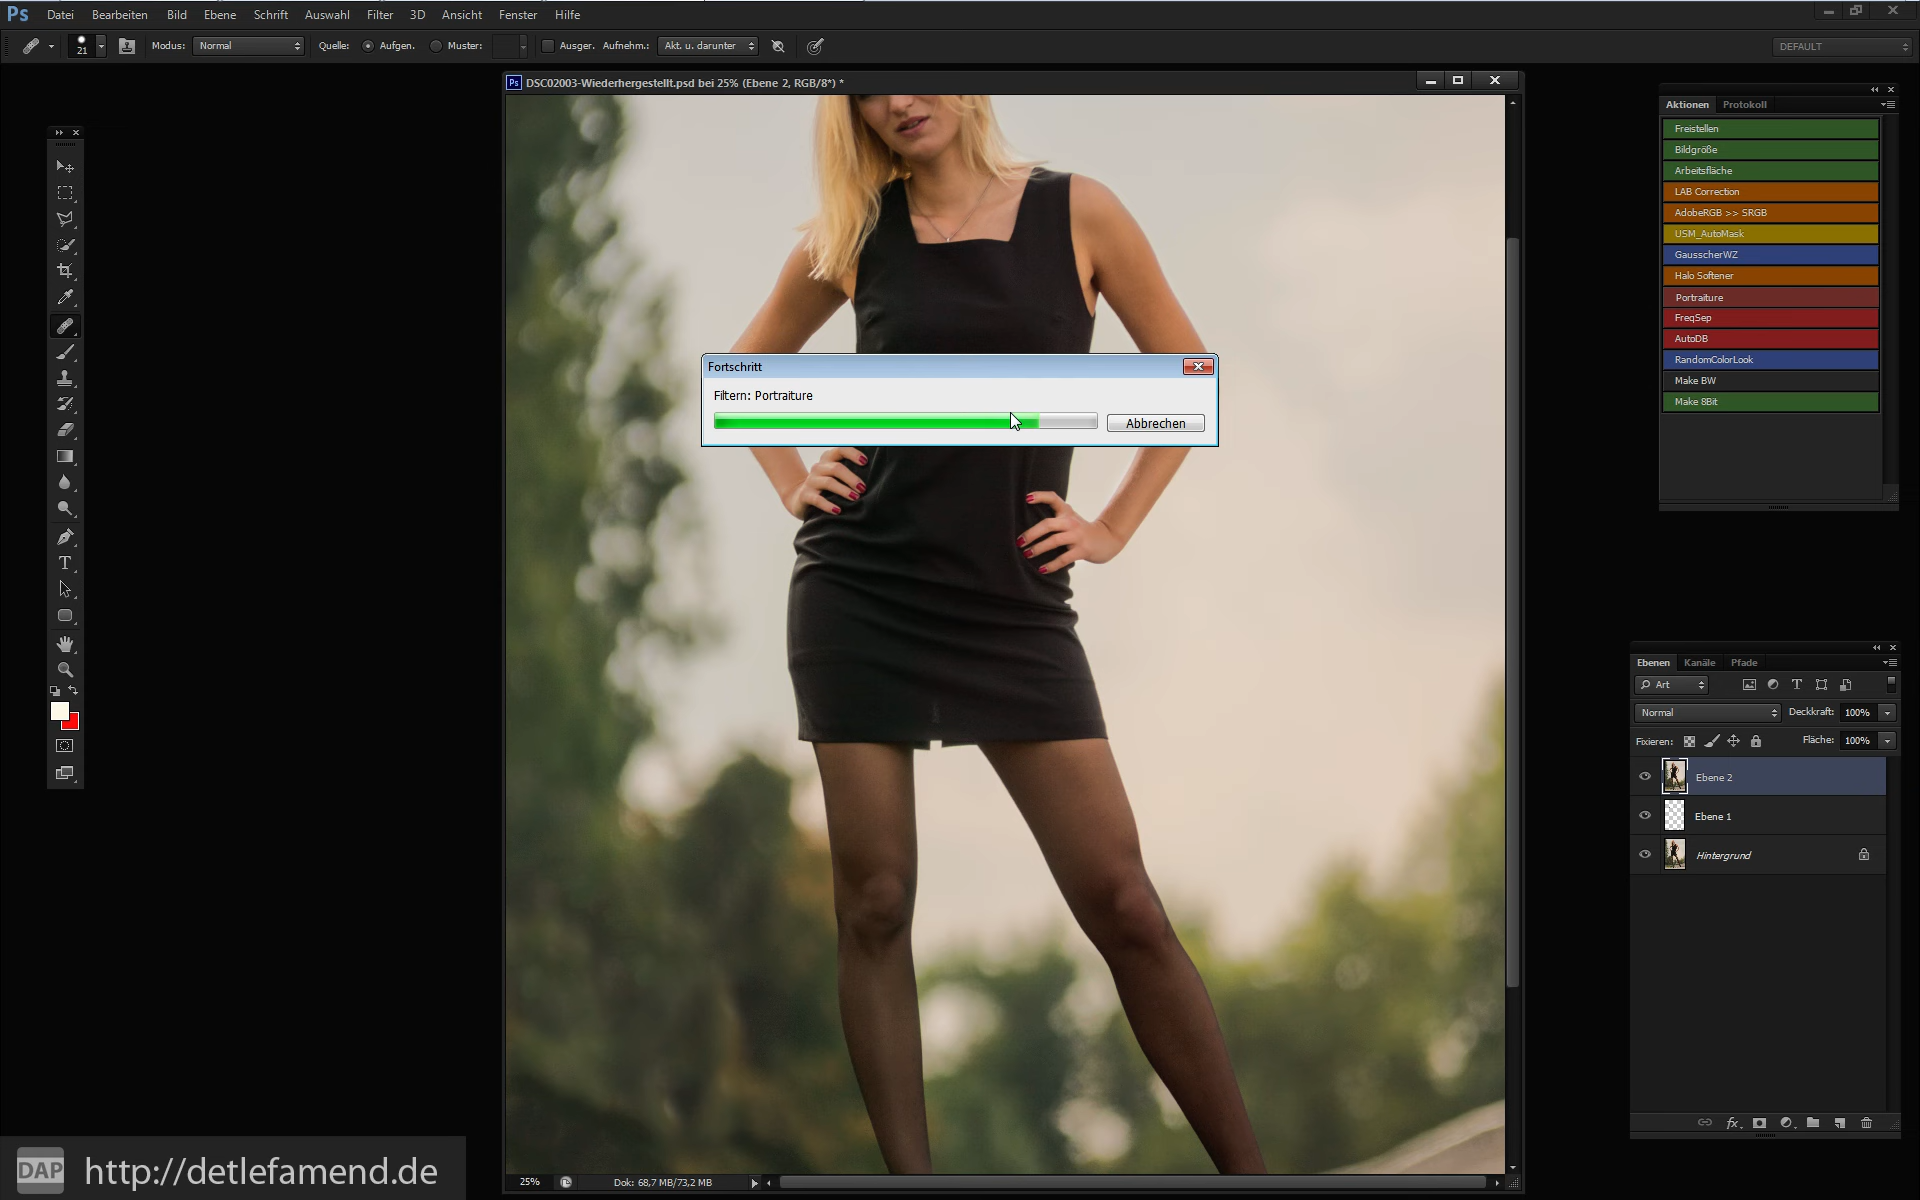 Ps Datei Bearbeiten Bild Ebene Schrift Auswahl Filter 3D Ansicht Fenster Hilfe
21 Modus: Normal Quelle: Aufgen. Muster: Ausger. Aufnehm.: Akt. u. darunter DEFAULT
Ps DSC02003-Wiederhergestellt.psd bei 25% (Ebene 2, RGB/8*) *
Aktionen Protokoll
Freistellen
Bildgröße
Arbeitsfläche
LAB Correction
AdobeRGB >> SRGB
USM_AutoMask
GausscherWZ
Halo Softener
Portraiture
FreqSep
AutoDB
RandomColorLook
Make BW
Make 8Bit
Fortschritt
Filtern: Portraiture
Abbrechen
Ebenen Kanäle Pfade
Art
Normal Deckkraft: 100%
Fixieren: Fläche: 100%
Ebene 2
Ebene 1
Hintergrund
fx
25% Dok: 68,7 MB/73,2 MB
DAP http://detlefamend.de